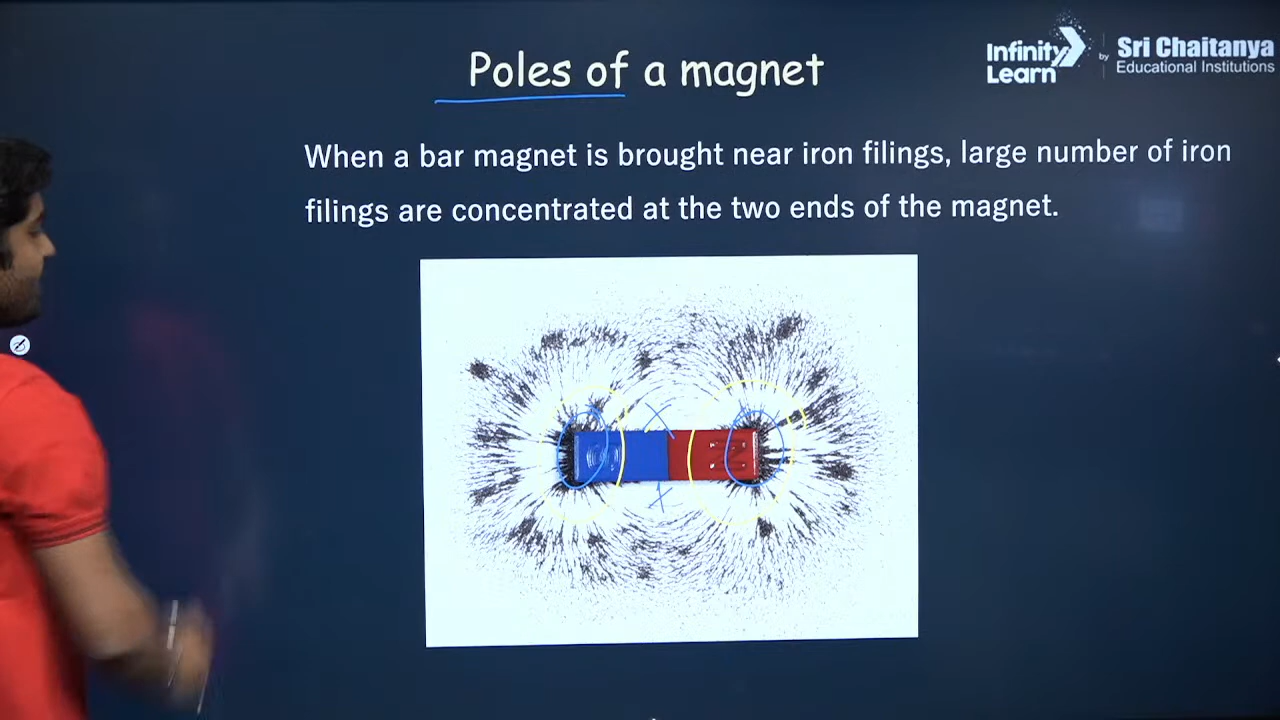 Poles of a magnet
Infinity Learn
by
Sri Chaitanya
Educational Institutions
When a bar magnet is brought near iron filings, large number of iron
filings are concentrated at the two ends of the magnet.